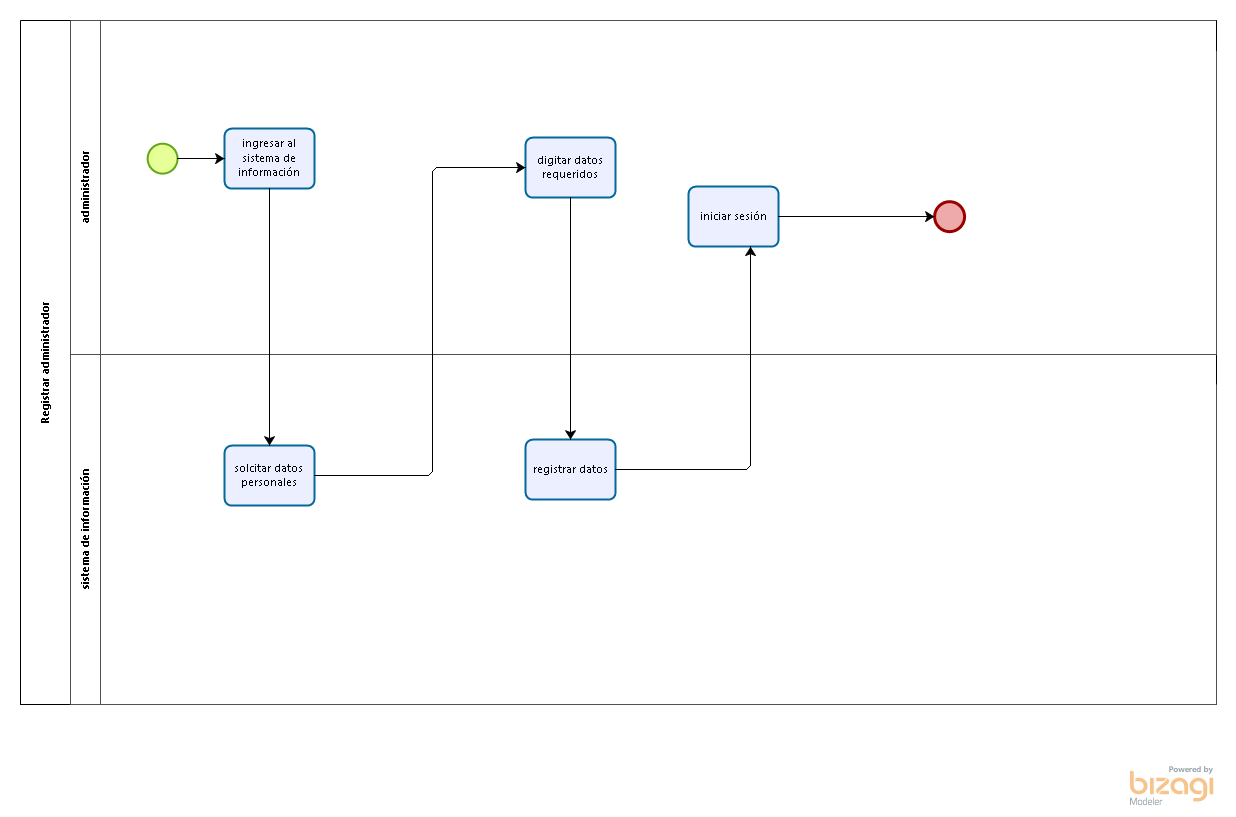 Registrar administrador
administrador
ingresar al
sistema de
información
digitar datos
requeridos
iniciar sesión
sistema de información
solcitar datos
personales
registrar datos
Powered by
bizagi
Modeler